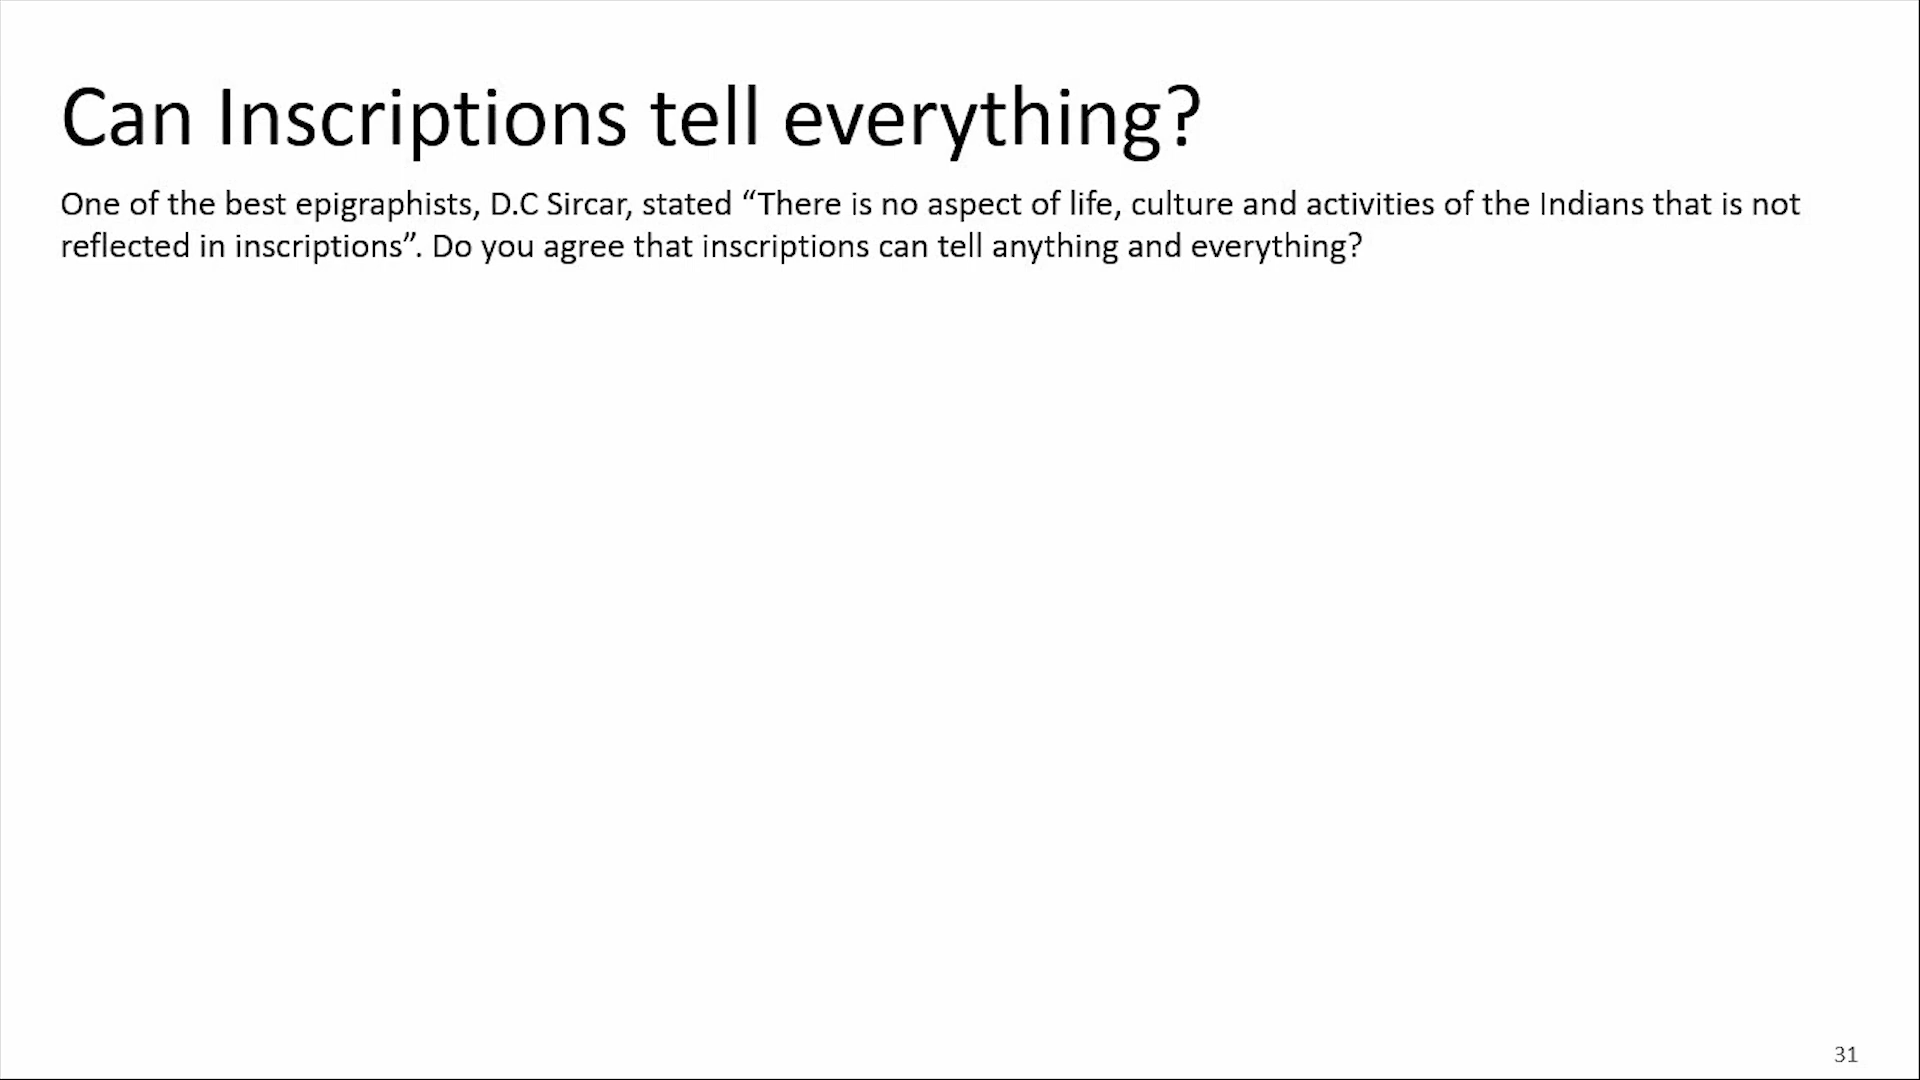 Can Inscriptions tell everything?
One of the best epigraphists, D.C Sircar, stated “There is no aspect of life, culture and activities of the Indians that is not
reflected in inscriptions”. Do you agree that inscriptions can tell anything and everything?
31